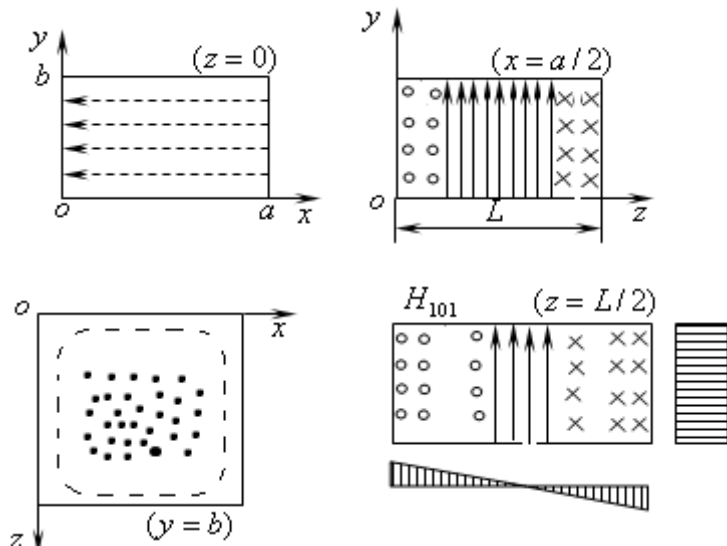 y
b
(z = 0)
o
a
x
y
(x = a / 2)
o
L
z
o
x
(y = b)
z
H₁₀₁
(z = L / 2)